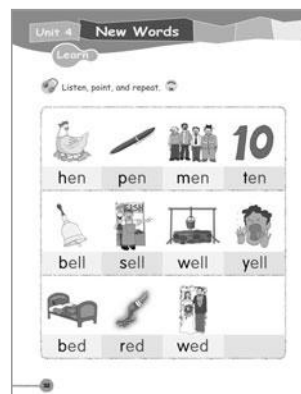 Unit 4 New Words
Learn
Listen, point, and repeat.
10
hen pen men ten
bell sell well yell
bed red wed